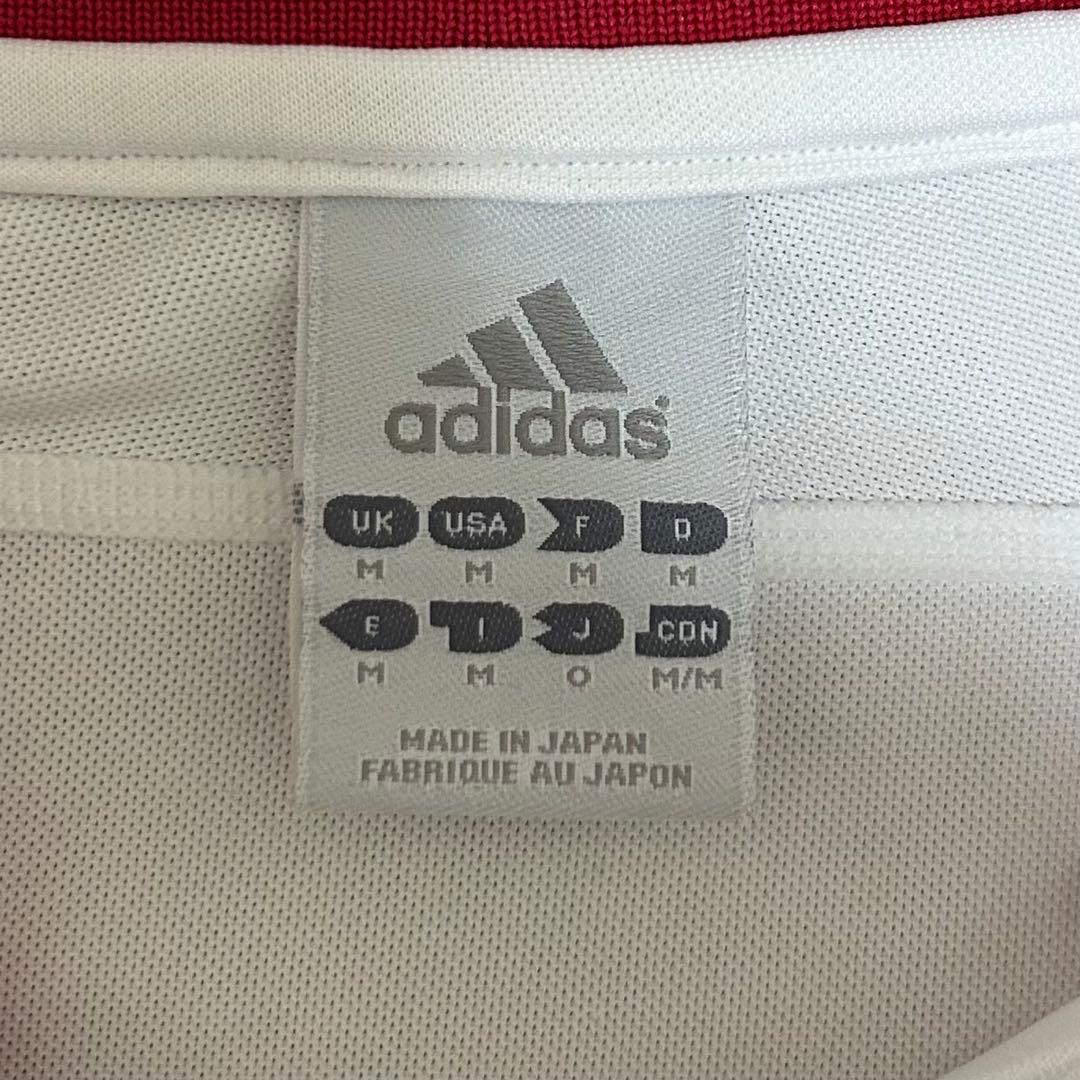 adidas®
UK USA F D
M M M M
E I J CDN
M M O M/M
MADE IN JAPAN
FABRIQUE AU JAPON